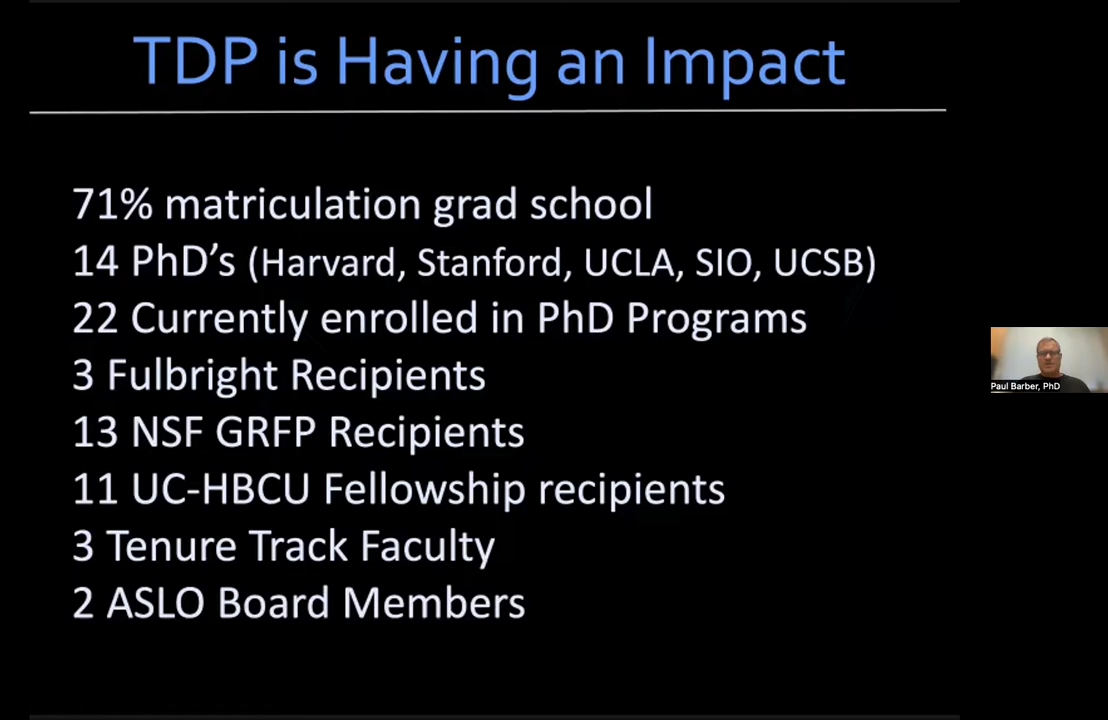 TDP is Having an Impact
71% matriculation grad school
14 PhD’s (Harvard, Stanford, UCLA, SIO, UCSB)
22 Currently enrolled in PhD Programs
3 Fulbright Recipients
13 NSF GRFP Recipients
11 UC-HBCU Fellowship recipients
3 Tenure Track Faculty
2 ASLO Board Members
Paul Barber, PhD